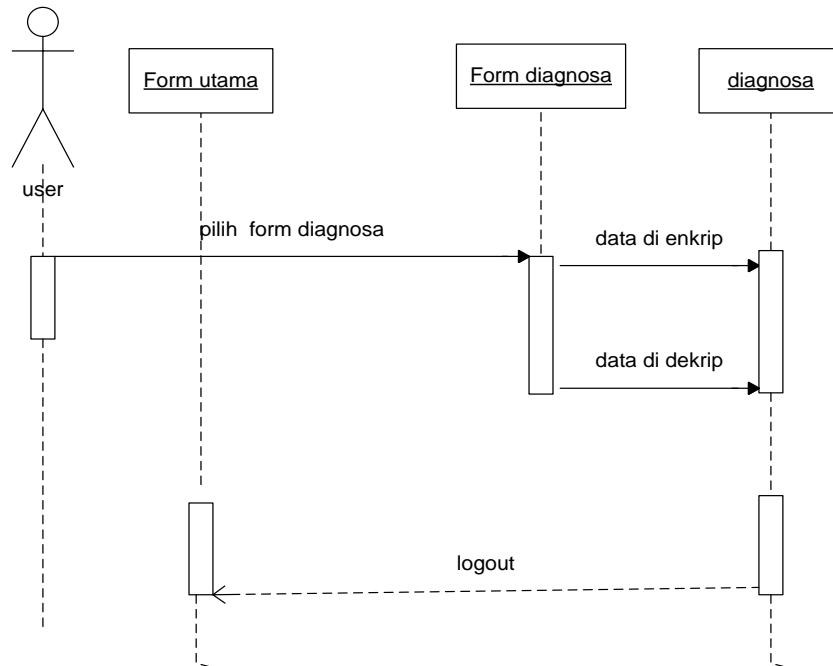 Form utama
Form diagnosa
diagnosa
user
pilih  form diagnosa
data di enkrip
data di dekrip
logout